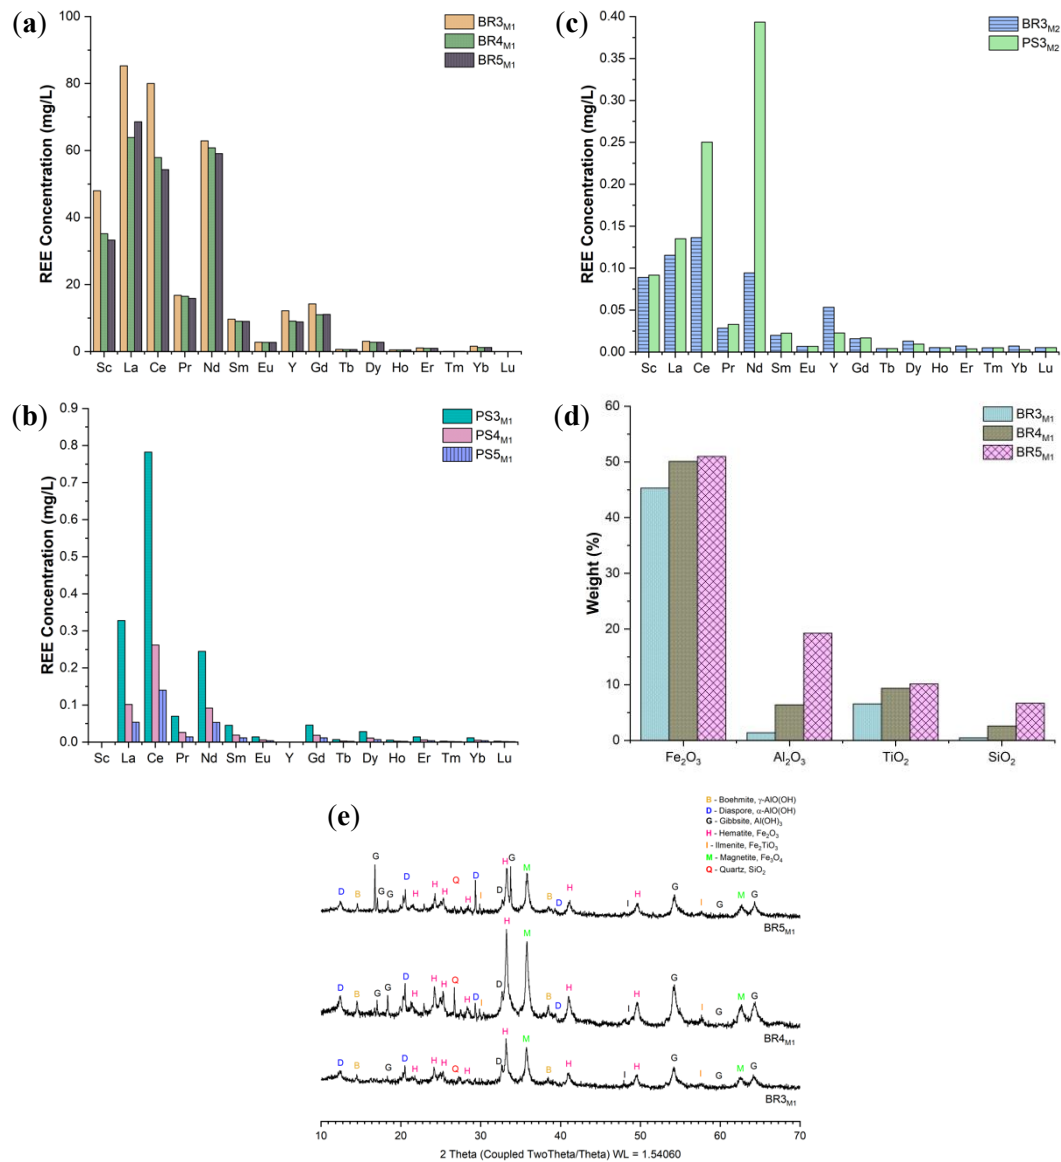 (a)
BR3M1
BR4M1
BR5M1
REE Concentration (mg/L)
100
80
60
40
20
0
Sc La Ce Pr Nd Sm Eu Y Gd Tb Dy Ho Er Tm Yb Lu
(c)
BR3M2
PS3M2
REE Concentration (mg/L)
0.40
0.35
0.30
0.25
0.20
0.15
0.10
0.05
0.00
Sc La Ce Pr Nd Sm Eu Y Gd Tb Dy Ho Er Tm Yb Lu
(b)
PS3M1
PS4M1
PS5M1
REE Concentration (mg/L)
0.9
0.8
0.7
0.6
0.5
0.4
0.3
0.2
0.1
0.0
Sc La Ce Pr Nd Sm Eu Y Gd Tb Dy Ho Er Tm Yb Lu
(d)
BR3M1
BR4M1
BR5M1
Weight (%)
60
50
40
30
20
10
0
Fe₂O₃ Al₂O₃ TiO₂ SiO₂
(e)
B - Boehmite, γ-AlO(OH)
D - Diaspore, α-AlO(OH)
G - Gibbsite, Al(OH)₃
H - Hematite, Fe₂O₃
I - Ilmenite, Fe₂TiO₃
M - Magnetite, Fe₃O₄
Q - Quartz, SiO₂
D B G G G H D H H Q H D I D H G M B D H I H G I G M G
BR5M1
D B G G H D H H Q H D I D H M B D H I H G I G M G
BR4M1
D B G H D H H Q H D H M B H I H G I G M G
BR3M1
10 20 30 40 50 60 70
2 Theta (Coupled TwoTheta/Theta) WL = 1.54060